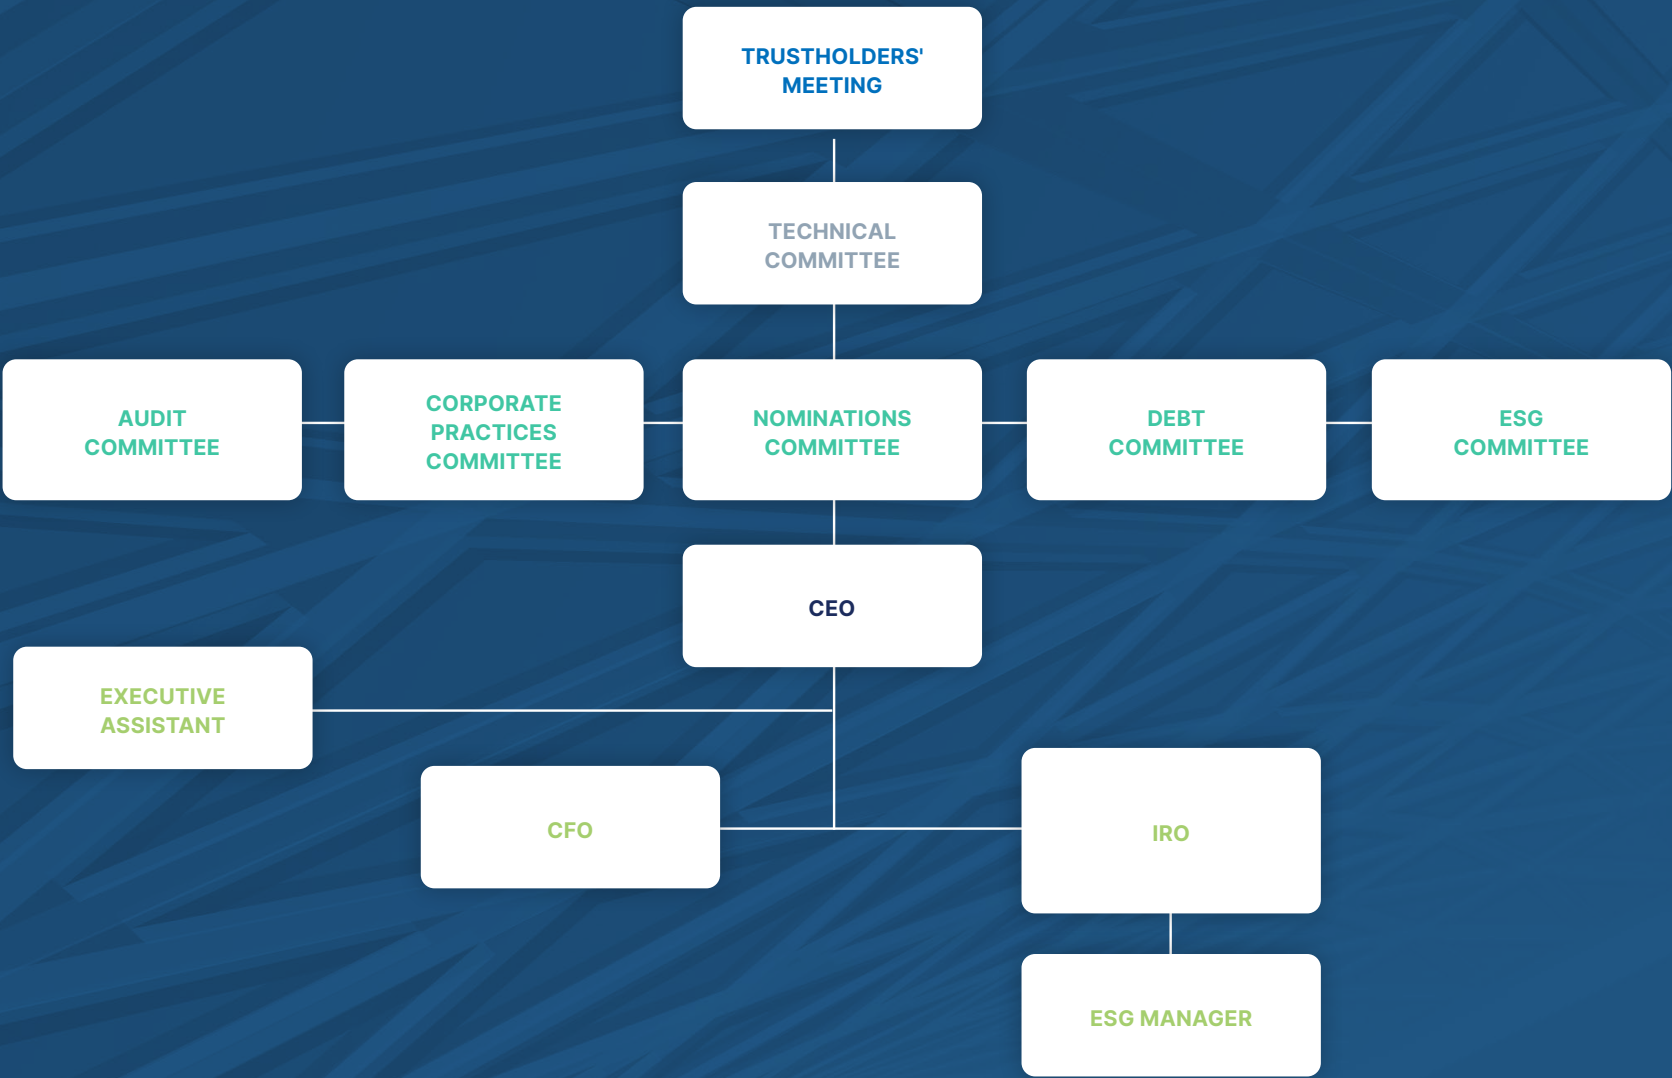 TRUSTHOLDERS'
MEETING
TECHNICAL
COMMITTEE
AUDIT
COMMITTEE
CORPORATE
PRACTICES
COMMITTEE
NOMINATIONS
COMMITTEE
DEBT
COMMITTEE
ESG
COMMITTEE
CEO
EXECUTIVE
ASSISTANT
CFO
IRO
ESG MANAGER